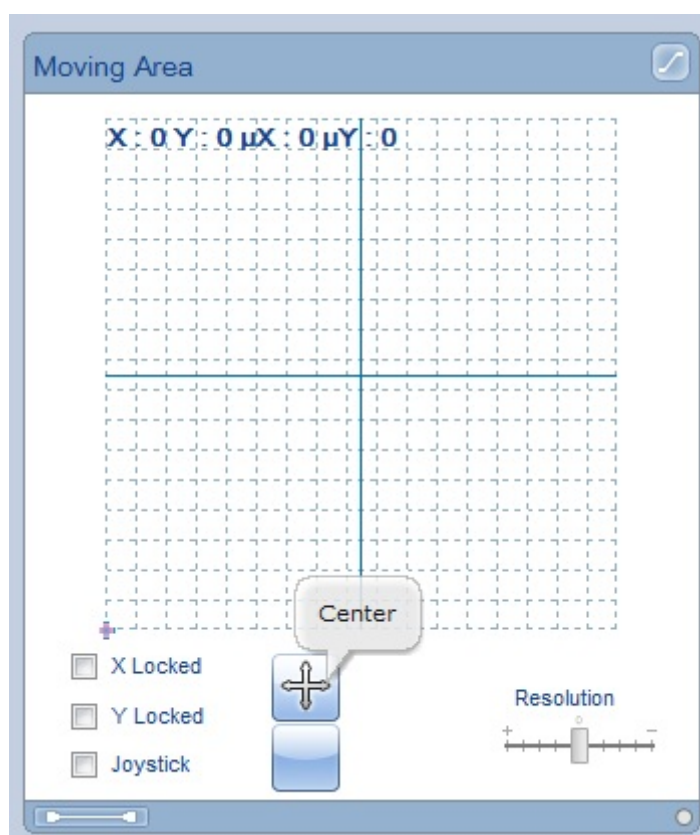 Moving Area
X : 0 Y : 0 µX : 0 µY : 0
Center
X Locked
Y Locked
Joystick
Resolution
+ −